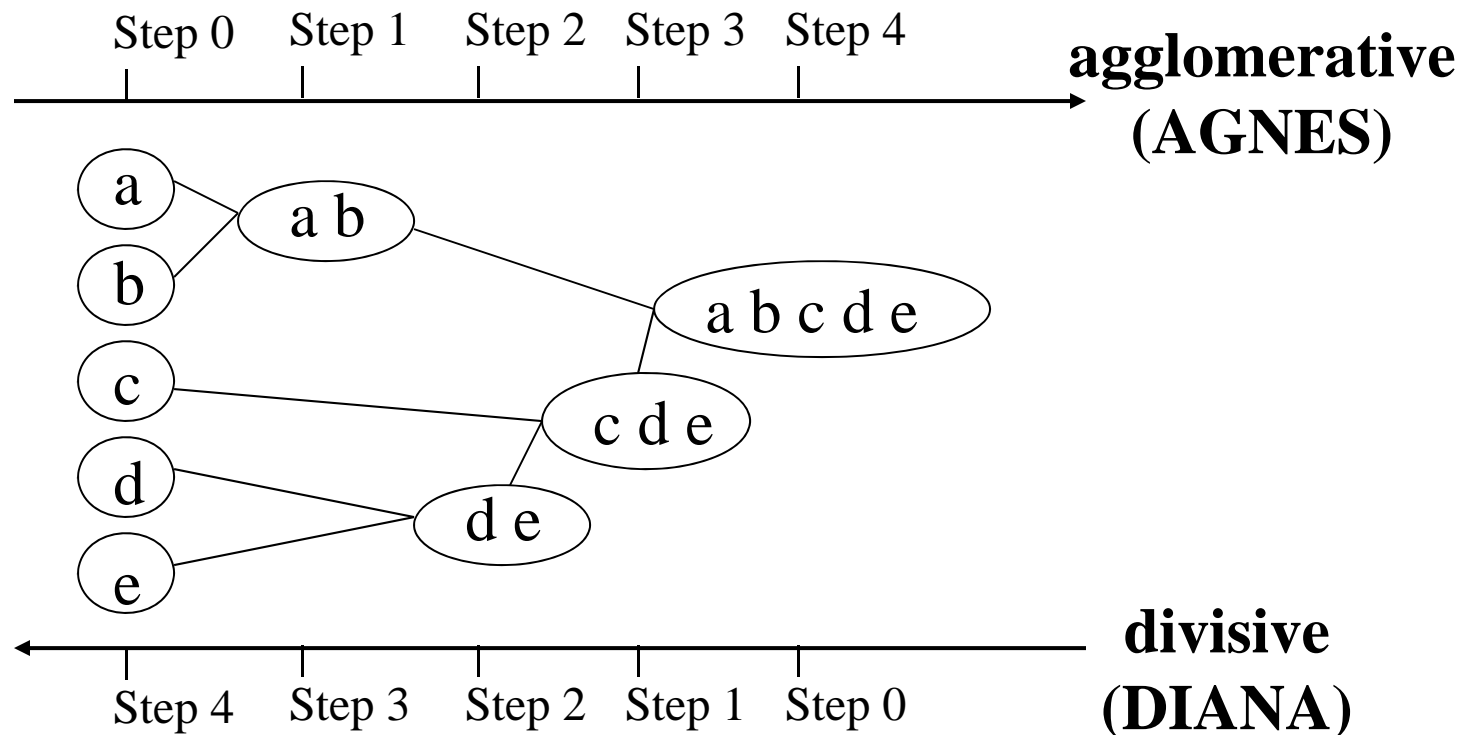 Step 0 Step 1 Step 2 Step 3 Step 4
agglomerative
(AGNES)
a
a b
b
a b c d e
c
c d e
d
d e
e
divisive
(DIANA)
Step 4 Step 3 Step 2 Step 1 Step 0